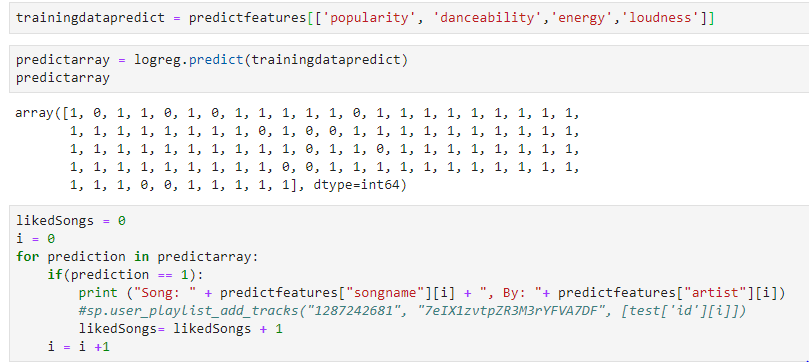 trainingdatapredict = predictfeatures[['popularity', 'danceability','energy','loudness']]
predictarray = logreg.predict(trainingdatapredict)
predictarray
array([1, 0, 1, 1, 0, 1, 0, 1, 1, 1, 1, 1, 0, 1, 1, 1, 1, 1, 1, 1, 1, 1,
       1, 1, 1, 1, 1, 1, 1, 1, 0, 1, 0, 0, 1, 1, 1, 1, 1, 1, 1, 1, 1, 1,
       1, 1, 1, 1, 1, 1, 1, 1, 1, 0, 1, 1, 0, 1, 1, 1, 1, 1, 1, 1, 1, 1,
       1, 1, 1, 1, 1, 1, 1, 1, 1, 0, 0, 1, 1, 1, 1, 1, 1, 1, 1, 1, 1, 1,
       1, 1, 1, 0, 0, 1, 1, 1, 1, 1], dtype=int64)
likedSongs = 0
i = 0
for prediction in predictarray:
    if(prediction == 1):
        print ("Song: " + predictfeatures["songname"][i] + ", By: "+ predictfeatures["artist"][i])
        #sp.user_playlist_add_tracks("1287242681", "7eIX1zvtpZR3M3rYFVA7DF", [test['id'][i]])
        likedSongs= likedSongs + 1
    i = i +1